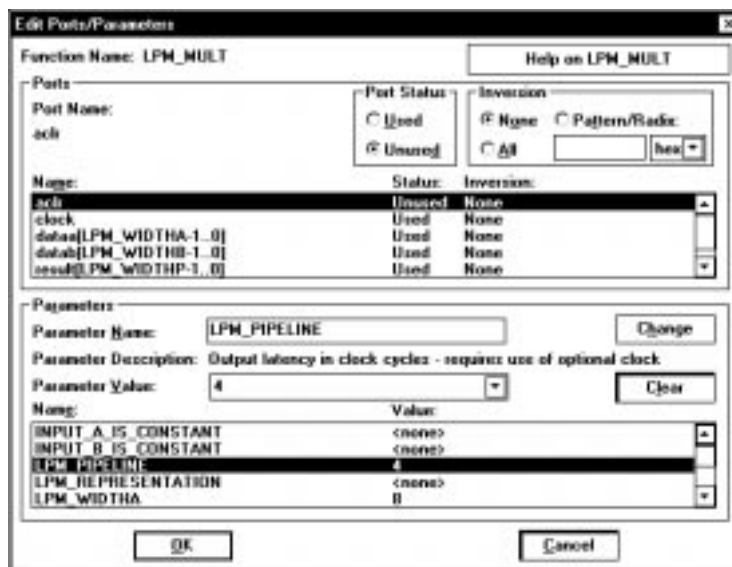 Edit Ports/Parameters
Function Name: LPM_MULT
Help on LPM_MULT
Ports
Port Name:
aclr
Port Status
Used
Unused
Inversion
None
Pattern/Radix:
All
hex
Name: Status: Inversion:
aclr Unused None
clock Used None
dataa[LPM_WIDTHA-1..0] Used None
datab[LPM_WIDTHB-1..0] Used None
result[LPM_WIDTHP-1..0] Used None
Parameters
Parameter Name: LPM_PIPELINE
Change
Parameter Description: Output latency in clock cycles - requires use of optional clock
Parameter Value: 4
Clear
Name: Value:
INPUT_A_IS_CONSTANT <none>
INPUT_B_IS_CONSTANT <none>
LPM_PIPELINE 4
LPM_REPRESENTATION <none>
LPM_WIDTHA 8
OK
Cancel